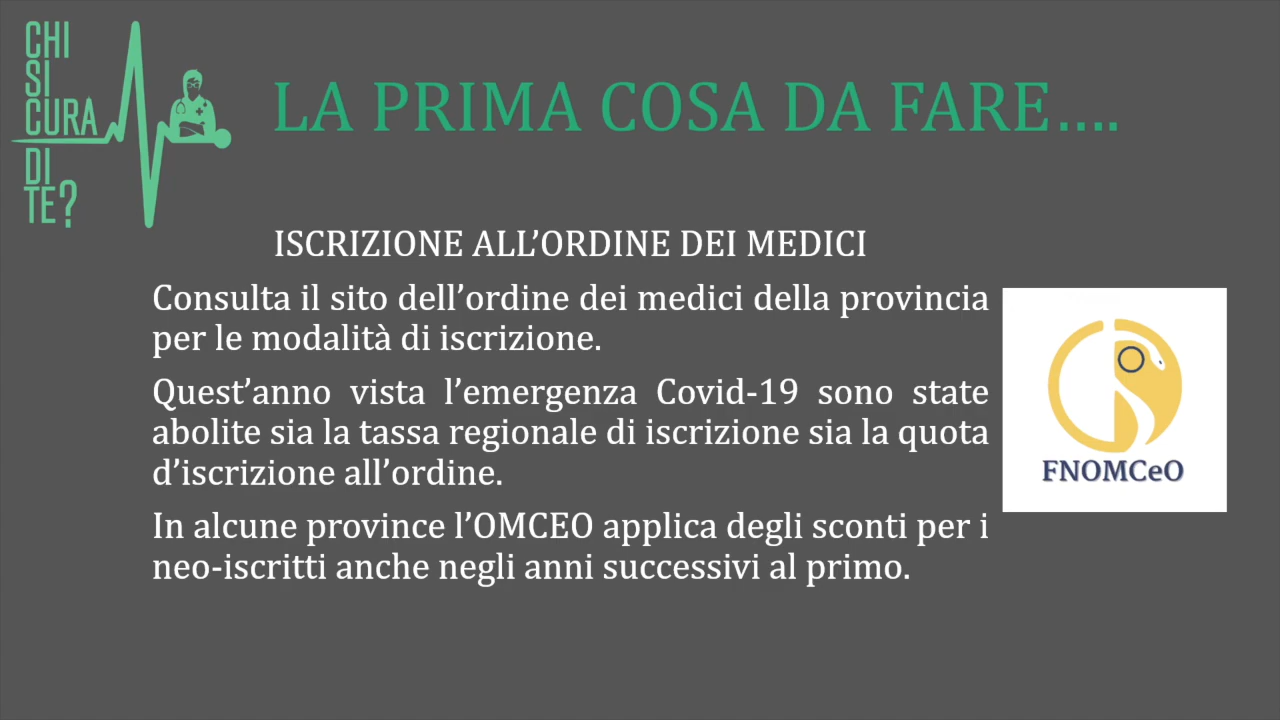 CHI
SI
CURA
DI
TE?
LA PRIMA COSA DA FARE….
ISCRIZIONE ALL’ORDINE DEI MEDICI
Consulta il sito dell’ordine dei medici della provincia
per le modalità di iscrizione.
Quest’anno vista l’emergenza Covid-19 sono state
abolite sia la tassa regionale di iscrizione sia la quota
d’iscrizione all’ordine.
In alcune province l’OMCEO applica degli sconti per i
neo-iscritti anche negli anni successivi al primo.
FNOMCeO